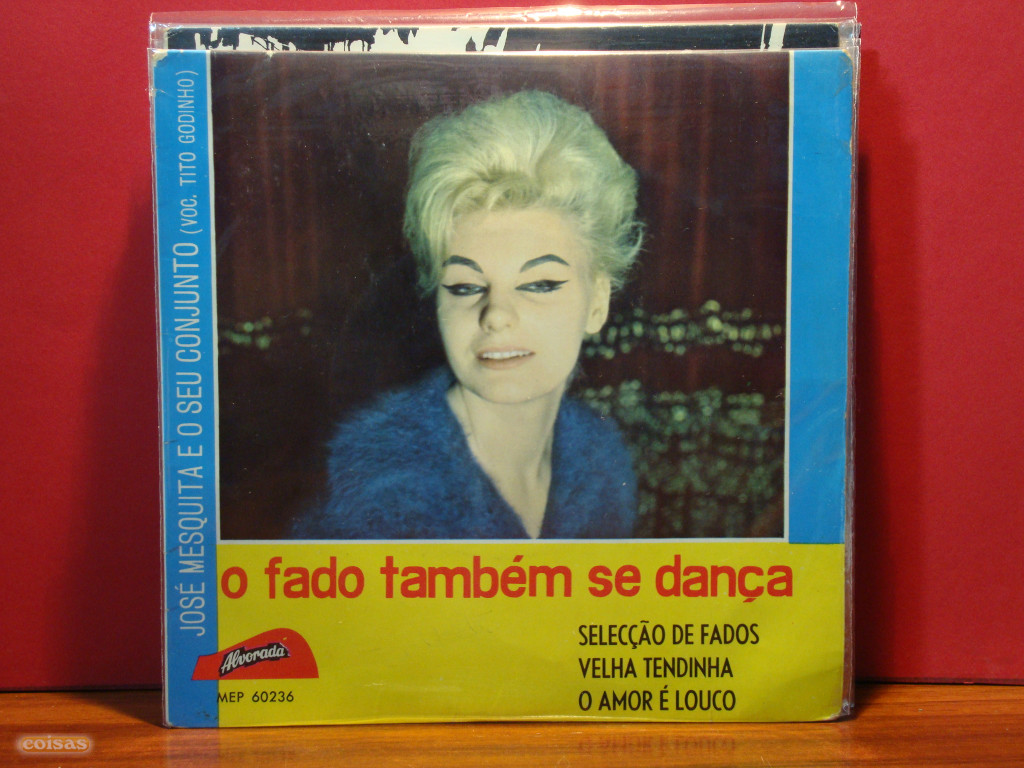 JOSÉ MESQUITA E O SEU CONJUNTO (VOC. TITO GODINHO)
o fado também se dança
SELECÇÃO DE FADOS
VELHA TENDINHA
O AMOR É LOUCO
Alvorada
MEP 60236
coisas